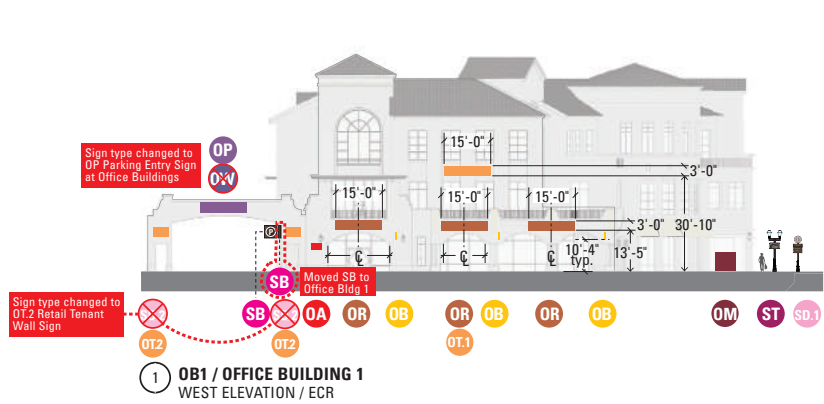 15'-0"
Sign type changed to
OP Parking Entry Sign
at Office Buildings
OP
3'-0"
15'-0"
15'-0"
15'-0"
3'-0"
30'-10"
P
10'-4"
typ.
13'-5"
CL
CL
CL
SB
Moved SB to
Office Bldg 1
Sign type changed to
OT.2 Retail Tenant
Wall Sign
SB
OA
OR
OB
OR
OB
OR
OB
OM
ST
SD.1
OT.2
OT.2
OT.1
1
OB1 / OFFICE BUILDING 1
WEST ELEVATION / ECR